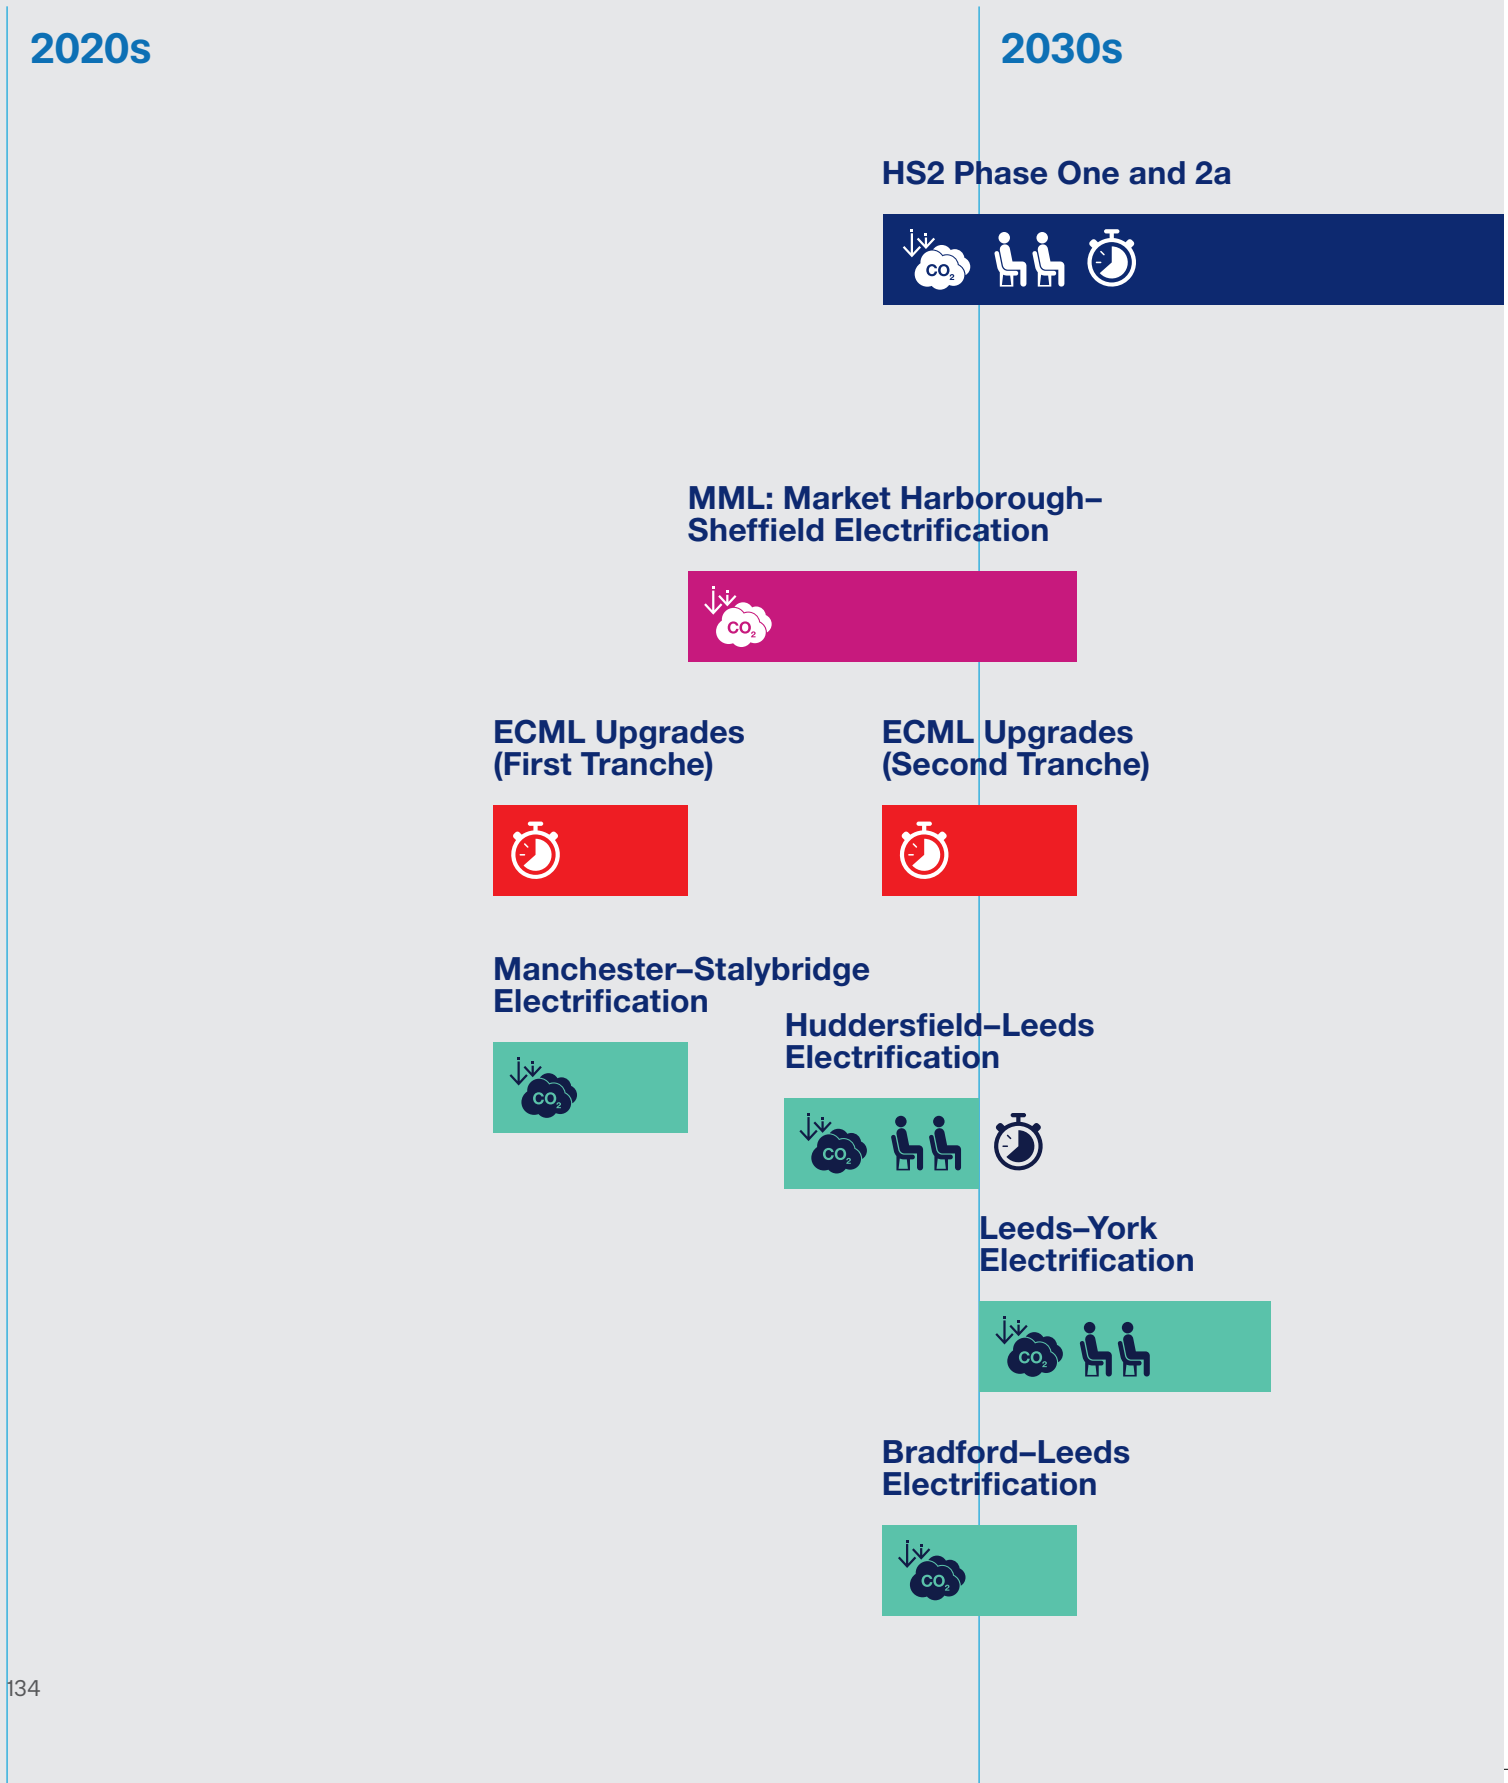 2020s
2030s
HS2 Phase One and 2a
CO₂
MML: Market Harborough–
Sheffield Electrification
CO₂
ECML Upgrades
(First Tranche)
ECML Upgrades
(Second Tranche)
Manchester–Stalybridge
Electrification
CO₂
Huddersfield–Leeds
Electrification
CO₂
Leeds–York
Electrification
CO₂
Bradford–Leeds
Electrification
CO₂
134